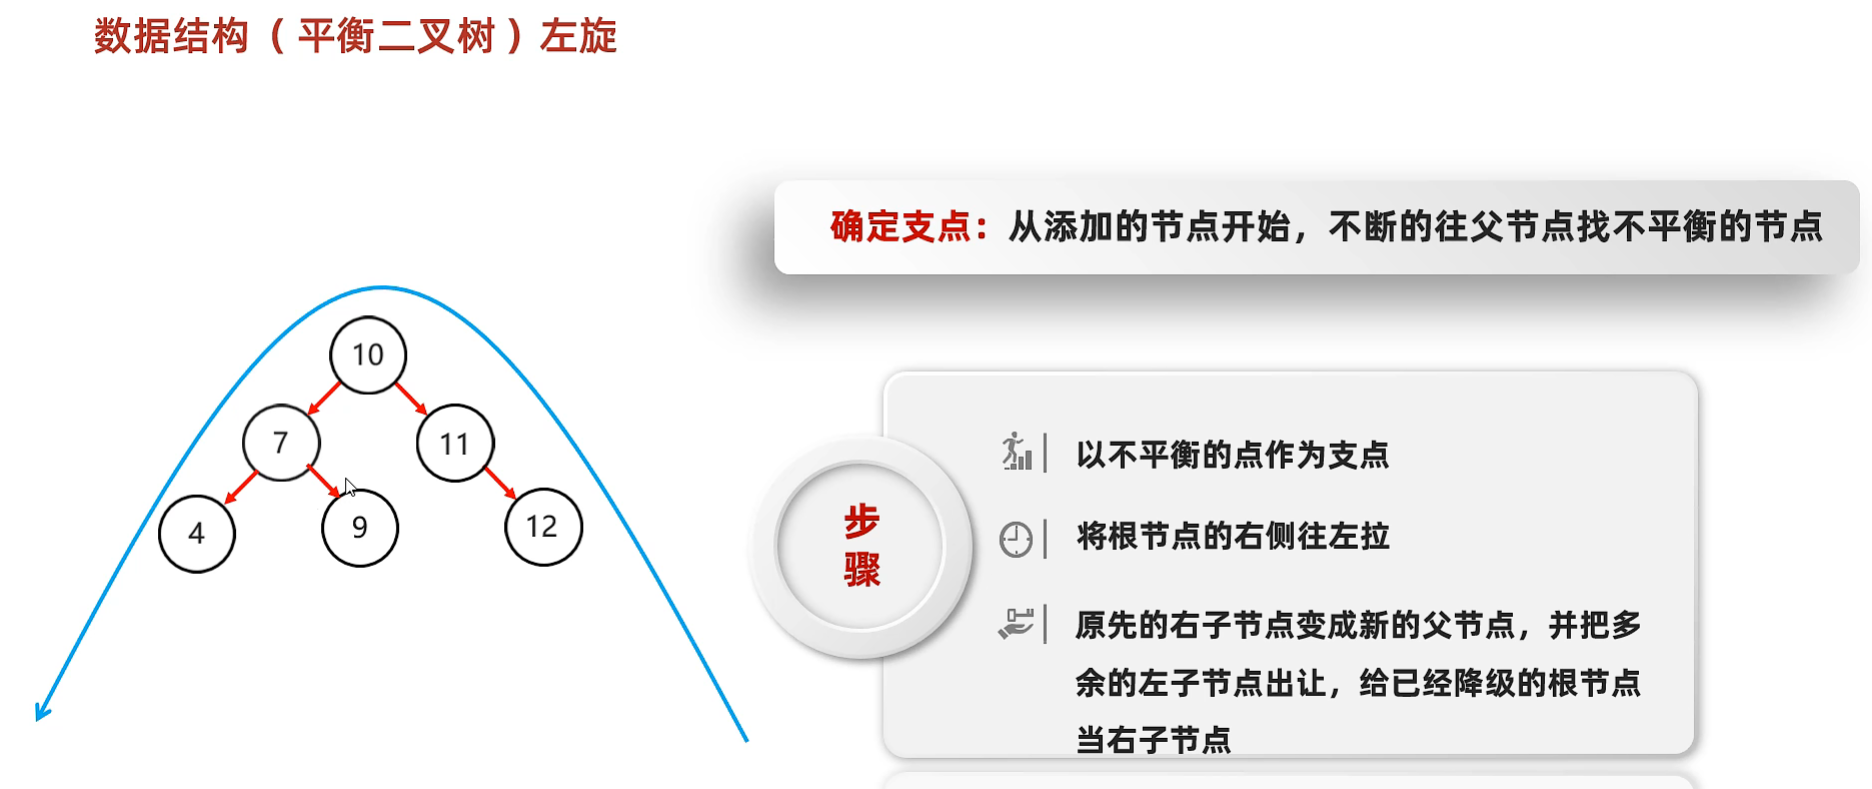 数据结构（平衡二叉树）左旋
确定支点：从添加的节点开始，不断的往父节点找不平衡的节点
10
7
11
4
9
12
步
骤
以不平衡的点作为支点
将根节点的右侧往左拉
原先的右子节点变成新的父节点，并把多
余的左子节点出让，给已经降级的根节点
当右子节点